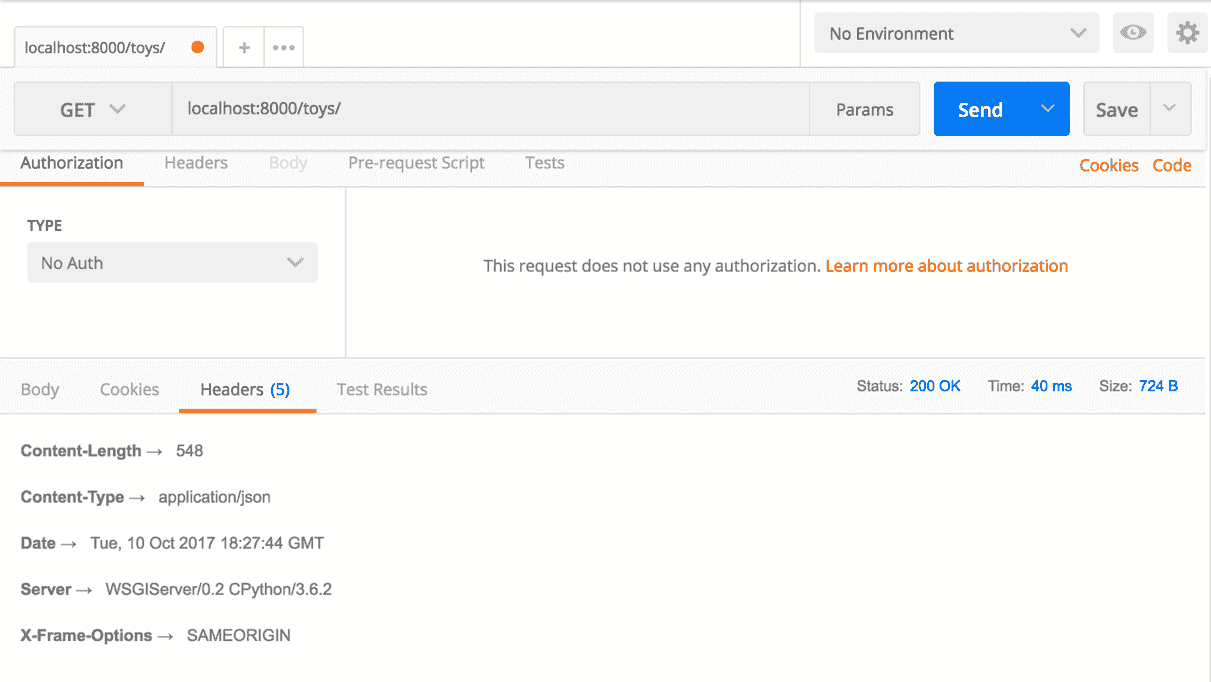 localhost:8000/toys/
No Environment
GET localhost:8000/toys/ Params Send Save
Authorization Headers Body Pre-request Script Tests Cookies Code
TYPE
No Auth
This request does not use any authorization. Learn more about authorization
Body Cookies Headers (5) Test Results Status: 200 OK Time: 40 ms Size: 724 B
Content-Length → 548
Content-Type → application/json
Date → Tue, 10 Oct 2017 18:27:44 GMT
Server → WSGIServer/0.2 CPython/3.6.2
X-Frame-Options → SAMEORIGIN